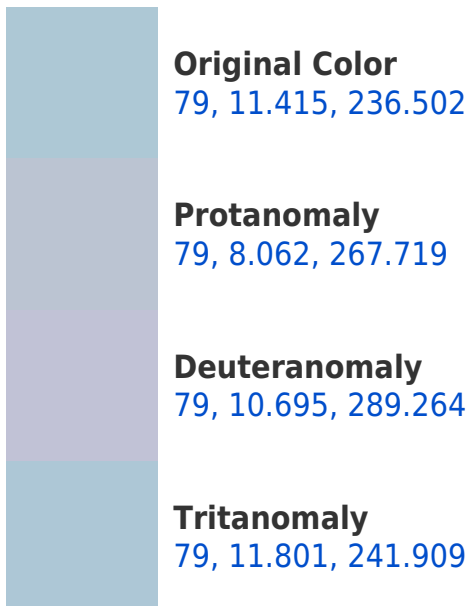 Original Color
79, 11.415, 236.502
Protanomaly
79, 8.062, 267.719
Deuteranomaly
79, 10.695, 289.264
Tritanomaly
79, 11.801, 241.909